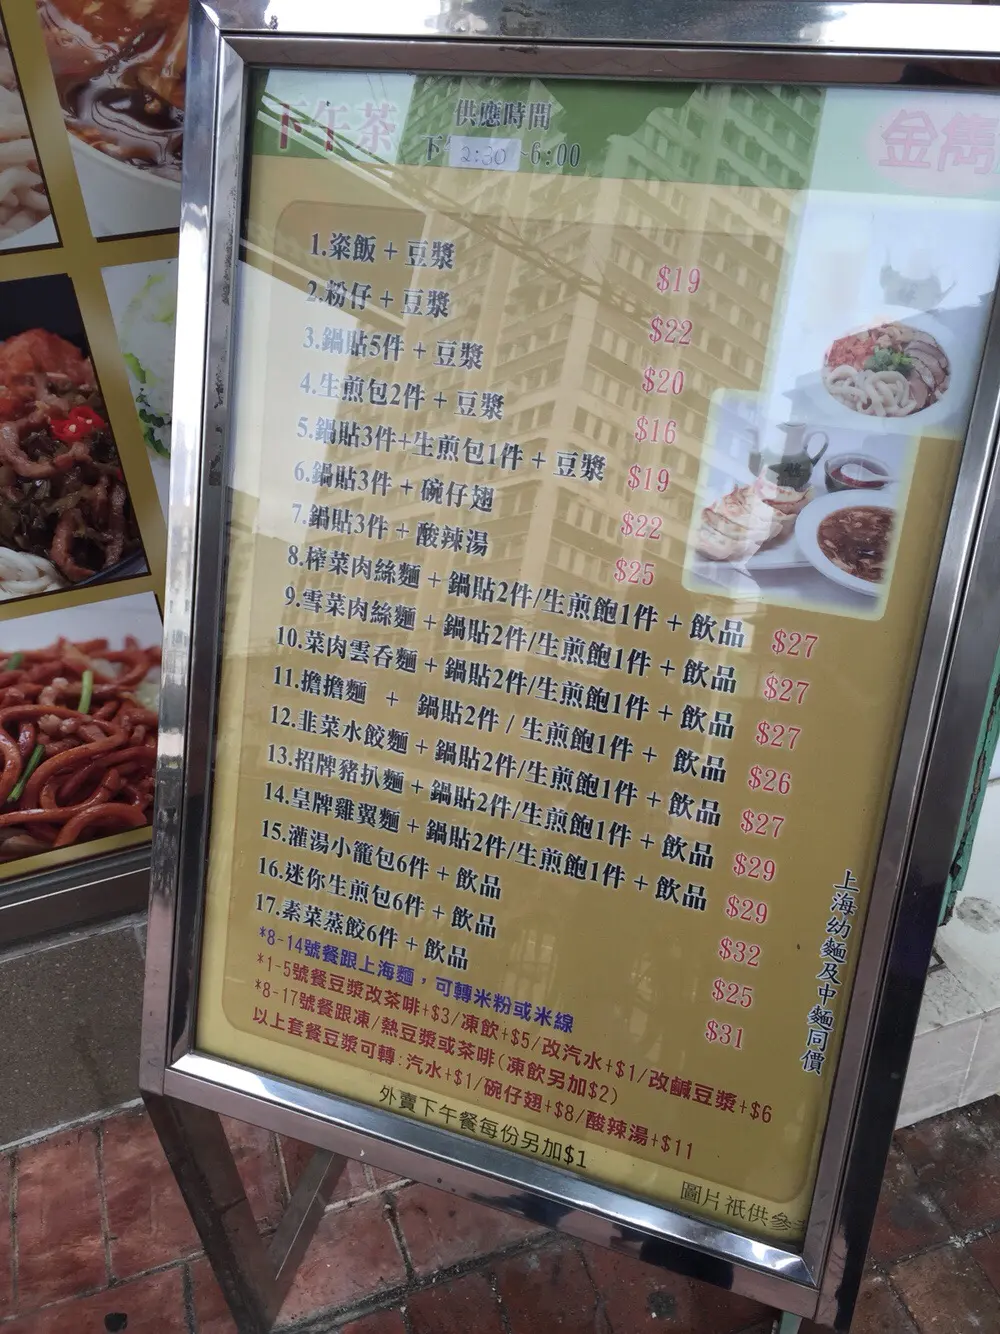 下午茶
供應時間
下 2:30 ~6:00
金雋
1.粢飯 + 豆漿 $19
2.粉仔 + 豆漿 $22
3.鍋貼5件 + 豆漿 $20
4.生煎包2件 + 豆漿 $16
5.鍋貼3件+生煎包1件 + 豆漿 $19
6.鍋貼3件 + 碗仔翅 $22
7.鍋貼3件 + 酸辣湯 $25
8.榨菜肉絲麵 + 鍋貼2件/生煎飽1件 + 飲品 $27
9.雪菜肉絲麵 + 鍋貼2件/生煎飽1件 + 飲品 $27
10.菜肉雲吞麵 + 鍋貼2件/生煎飽1件 + 飲品 $27
11.擔擔麵 + 鍋貼2件 / 生煎飽1件 + 飲品 $26
12.韭菜水餃麵 + 鍋貼2件/生煎飽1件 + 飲品 $27
13.招牌豬扒麵 + 鍋貼2件/生煎飽1件 + 飲品 $29
14.皇牌雞翼麵 + 鍋貼2件/生煎飽1件 + 飲品 $29
15.灌湯小籠包6件 + 飲品 $32
16.迷你生煎包6件 + 飲品 $25
17.素菜蒸餃6件 + 飲品 $31
*8-14號餐跟上海麵，可轉米粉或米線
*1-5號餐豆漿改茶啡+$3/凍飲+$5/改汽水+$1/改鹹豆漿+$6
*8-17號餐跟凍/熱豆漿或茶啡(凍飲另加$2)
以上套餐豆漿可轉:汽水+$1/碗仔翅+$8/酸辣湯+$11
外賣下午餐每份另加$1
上海幼麵及中麵同價
圖片祇供參